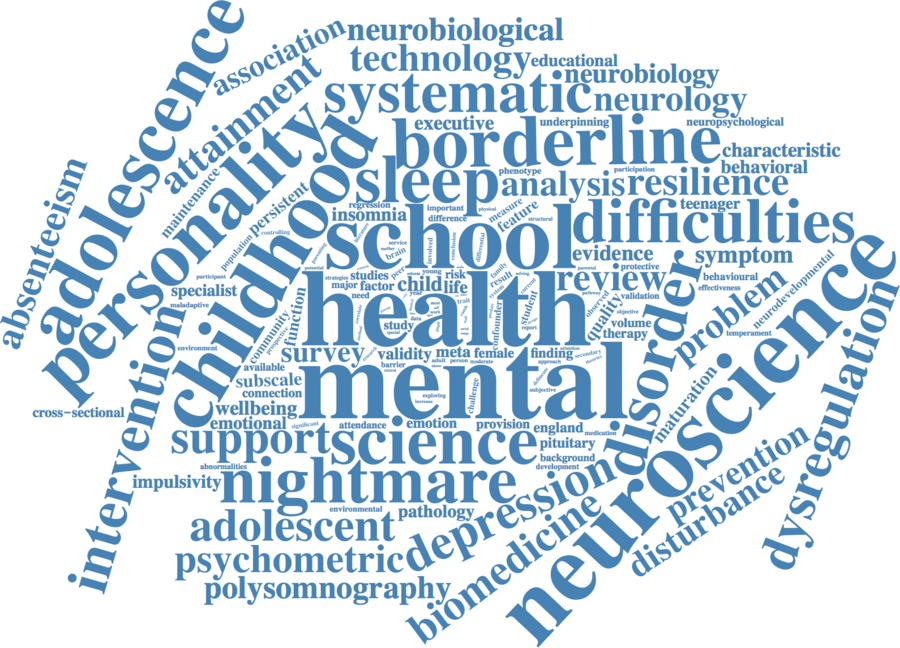 adolescence
association
neurobiological
technology
educational
neurobiology
attainment
systematic
neurology
executive
underpinning
neuropsychological
borderline
characteristic
personality
childhood
absenteeism
maintenance
sleep
phenotype
participation
behavioral
analysis
resilience
persistent
regression
important
physical
measure
teenager
insomnia
difference
feature
structural
difficulties
controlling
population
school
service
brain
involved
conclusion
differential
evidence
symptom
potential
peer
family
parental
protective
participant
strategies
studies
young
risk
result
review
behavioural
neurodevelopmental
specialist
major
factor
child
life
current
effectiveness
maladaptive
need
year
trait
student
observed
validation
function
health
confounder
quality
objective
disorder
problem
community
data
study
special
report
volume
temperament
prospective
therapy
environment
survey
validity
meta
female
finding
attention
secondary
available
barrier
adult
person
moderate
approach
subscale
mental
connection
exploring
increase
challenge
subjective
maturation
neuroscience
cross-sectional
wellbeing
intervention
emotional
significant
attendance
emotion
provision
england
medication
dysregulation
support
science
pituitary
abnormalities
background
development
impulsivity
nightmare
depression
prevention
environmental
pathology
disturbance
adolescent
biomedicine
psychometric
polysomnography